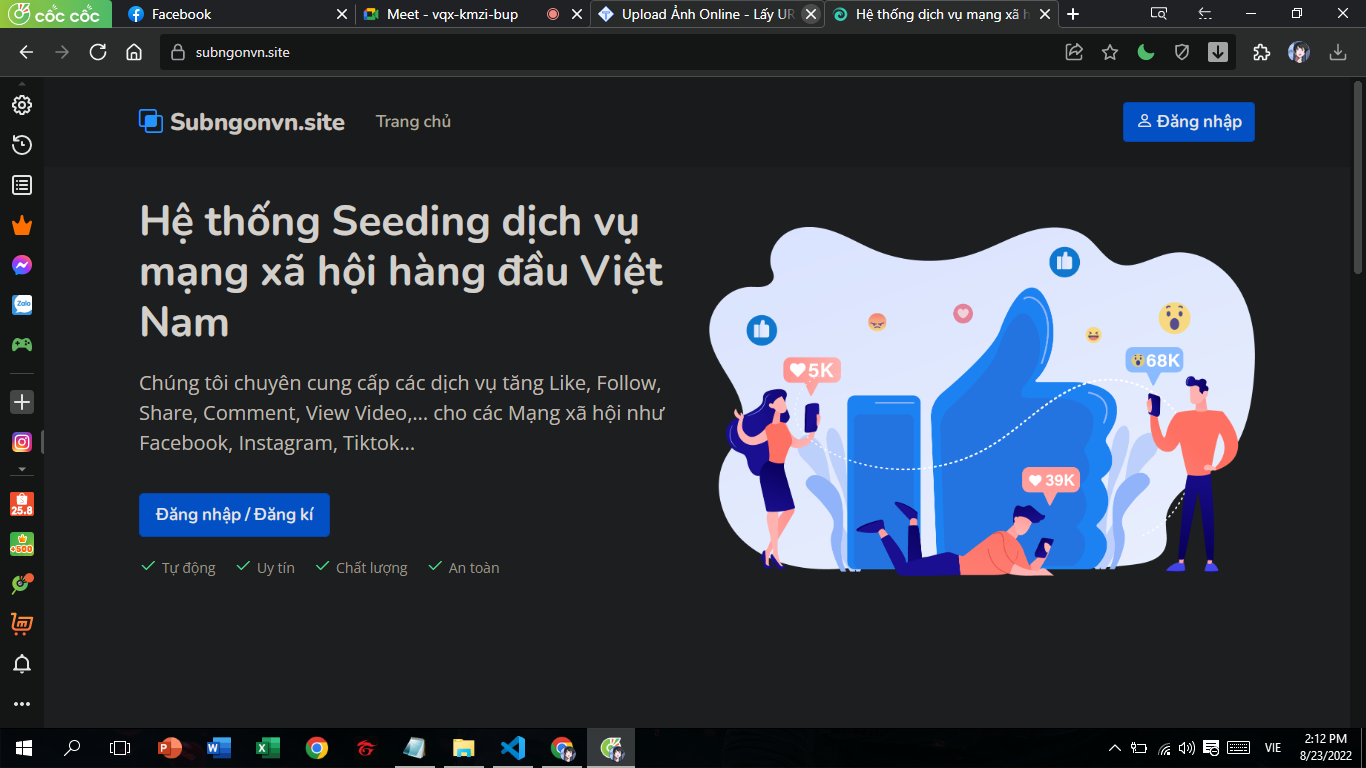 cốc cốc
Facebook
Meet - vqx-kmzi-bup
Upload Ảnh Online - Lấy UR
Hệ thống dịch vụ mạng xã h
subngonvn.site
Subngonvn.site
Trang chủ
Đăng nhập
Hệ thống Seeding dịch vụ
mạng xã hội hàng đầu Việt
Nam
Chúng tôi chuyên cung cấp các dịch vụ tăng Like, Follow,
Share, Comment, View Video,... cho các Mạng xã hội như
Facebook, Instagram, Tiktok...
Đăng nhập / Đăng kí
Tự động
Uy tín
Chất lượng
An toàn
5K
68K
39K
Zalo
25.8
+500
VIE
2:12 PM
8/23/2022